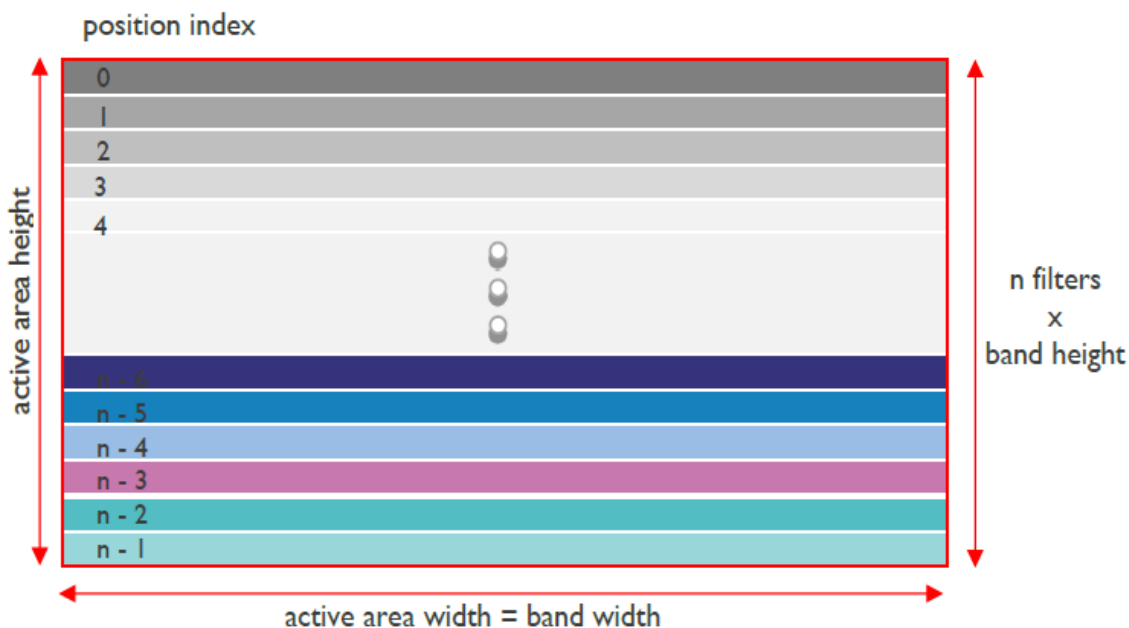 position index
0
1
2
3
4
active area height
n filters
x
band height
n - 6
n - 5
n - 4
n - 3
n - 2
n - 1
active area width = band width